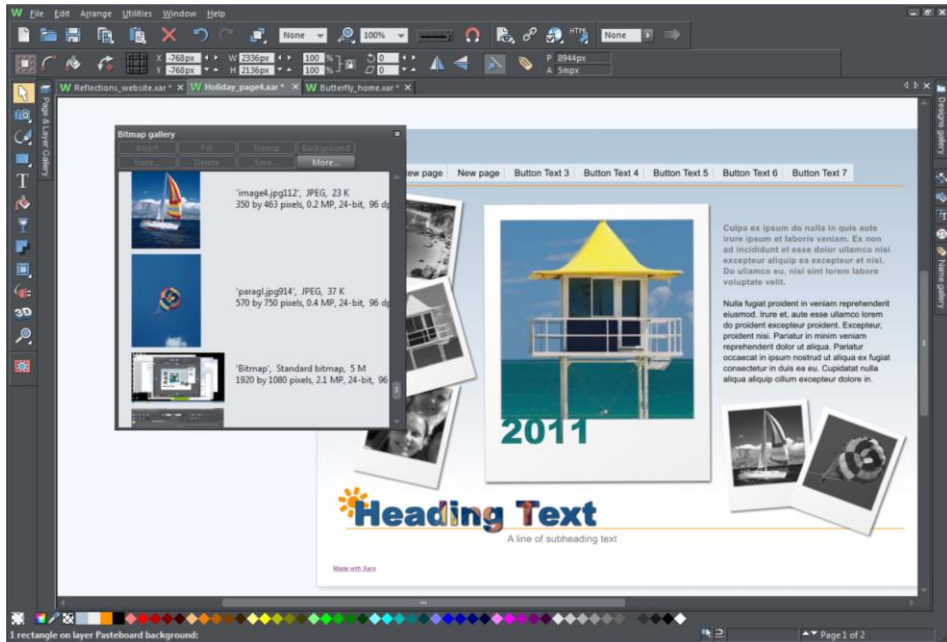 W File Edit Arrange Utilities Window Help
None 100% HTML None
X -768px W 2336px 100 % 0 P 8944px
Y -768px H 2136px 100 % 0 A 5mpx
W Reflections_website.xar * W Holiday_page4.xar * W Butterfly_home.xar *
Page & Layer Gallery
Designs gallery
Name gallery
T
3D
Bitmap gallery
Insert Fill Transp Background
Trace... Delete Save... More...
'image4.jpg112', JPEG, 23 K
350 by 463 pixels, 0.2 MP, 24-bit, 96 dp
'paragl.jpg914', JPEG, 37 K
570 by 750 pixels, 0.4 MP, 24-bit, 96 dp
'Bitmap', Standard bitmap, 5 M
1920 by 1080 pixels, 2.1 MP, 24-bit, 96
ew page New page Button Text 3 Button Text 4 Button Text 5 Button Text 6 Button Text 7
Culpa ex ipsum do nulla in quis aute
irure ipsum et laboris veniam. Ex non
ad incididunt et esse dolor ullamco nisi
excepteur aliquip ea excepteur et nisi.
Do ullamco eu, nisi sint lorem labore
voluptate velit.
Nulla fugiat proident in veniam reprehenderit
eiusmod. Irure et, aute esse ullamco lorem
do proident excepteur proident. Excepteur,
proident nisi. Pariatur in minim veniam
reprehenderit dolor ut aliqua. Pariatur
occaecat in ipsum nostrud ut aliqua ex fugiat
consectetur in duis ea eu. Cupidatat nulla
aliqua aliquip cillum excepteur dolore in.
2011
Heading Text
A line of subheading text
Made with Xara
1 rectangle on layer Pasteboard background:
Page 1 of 2